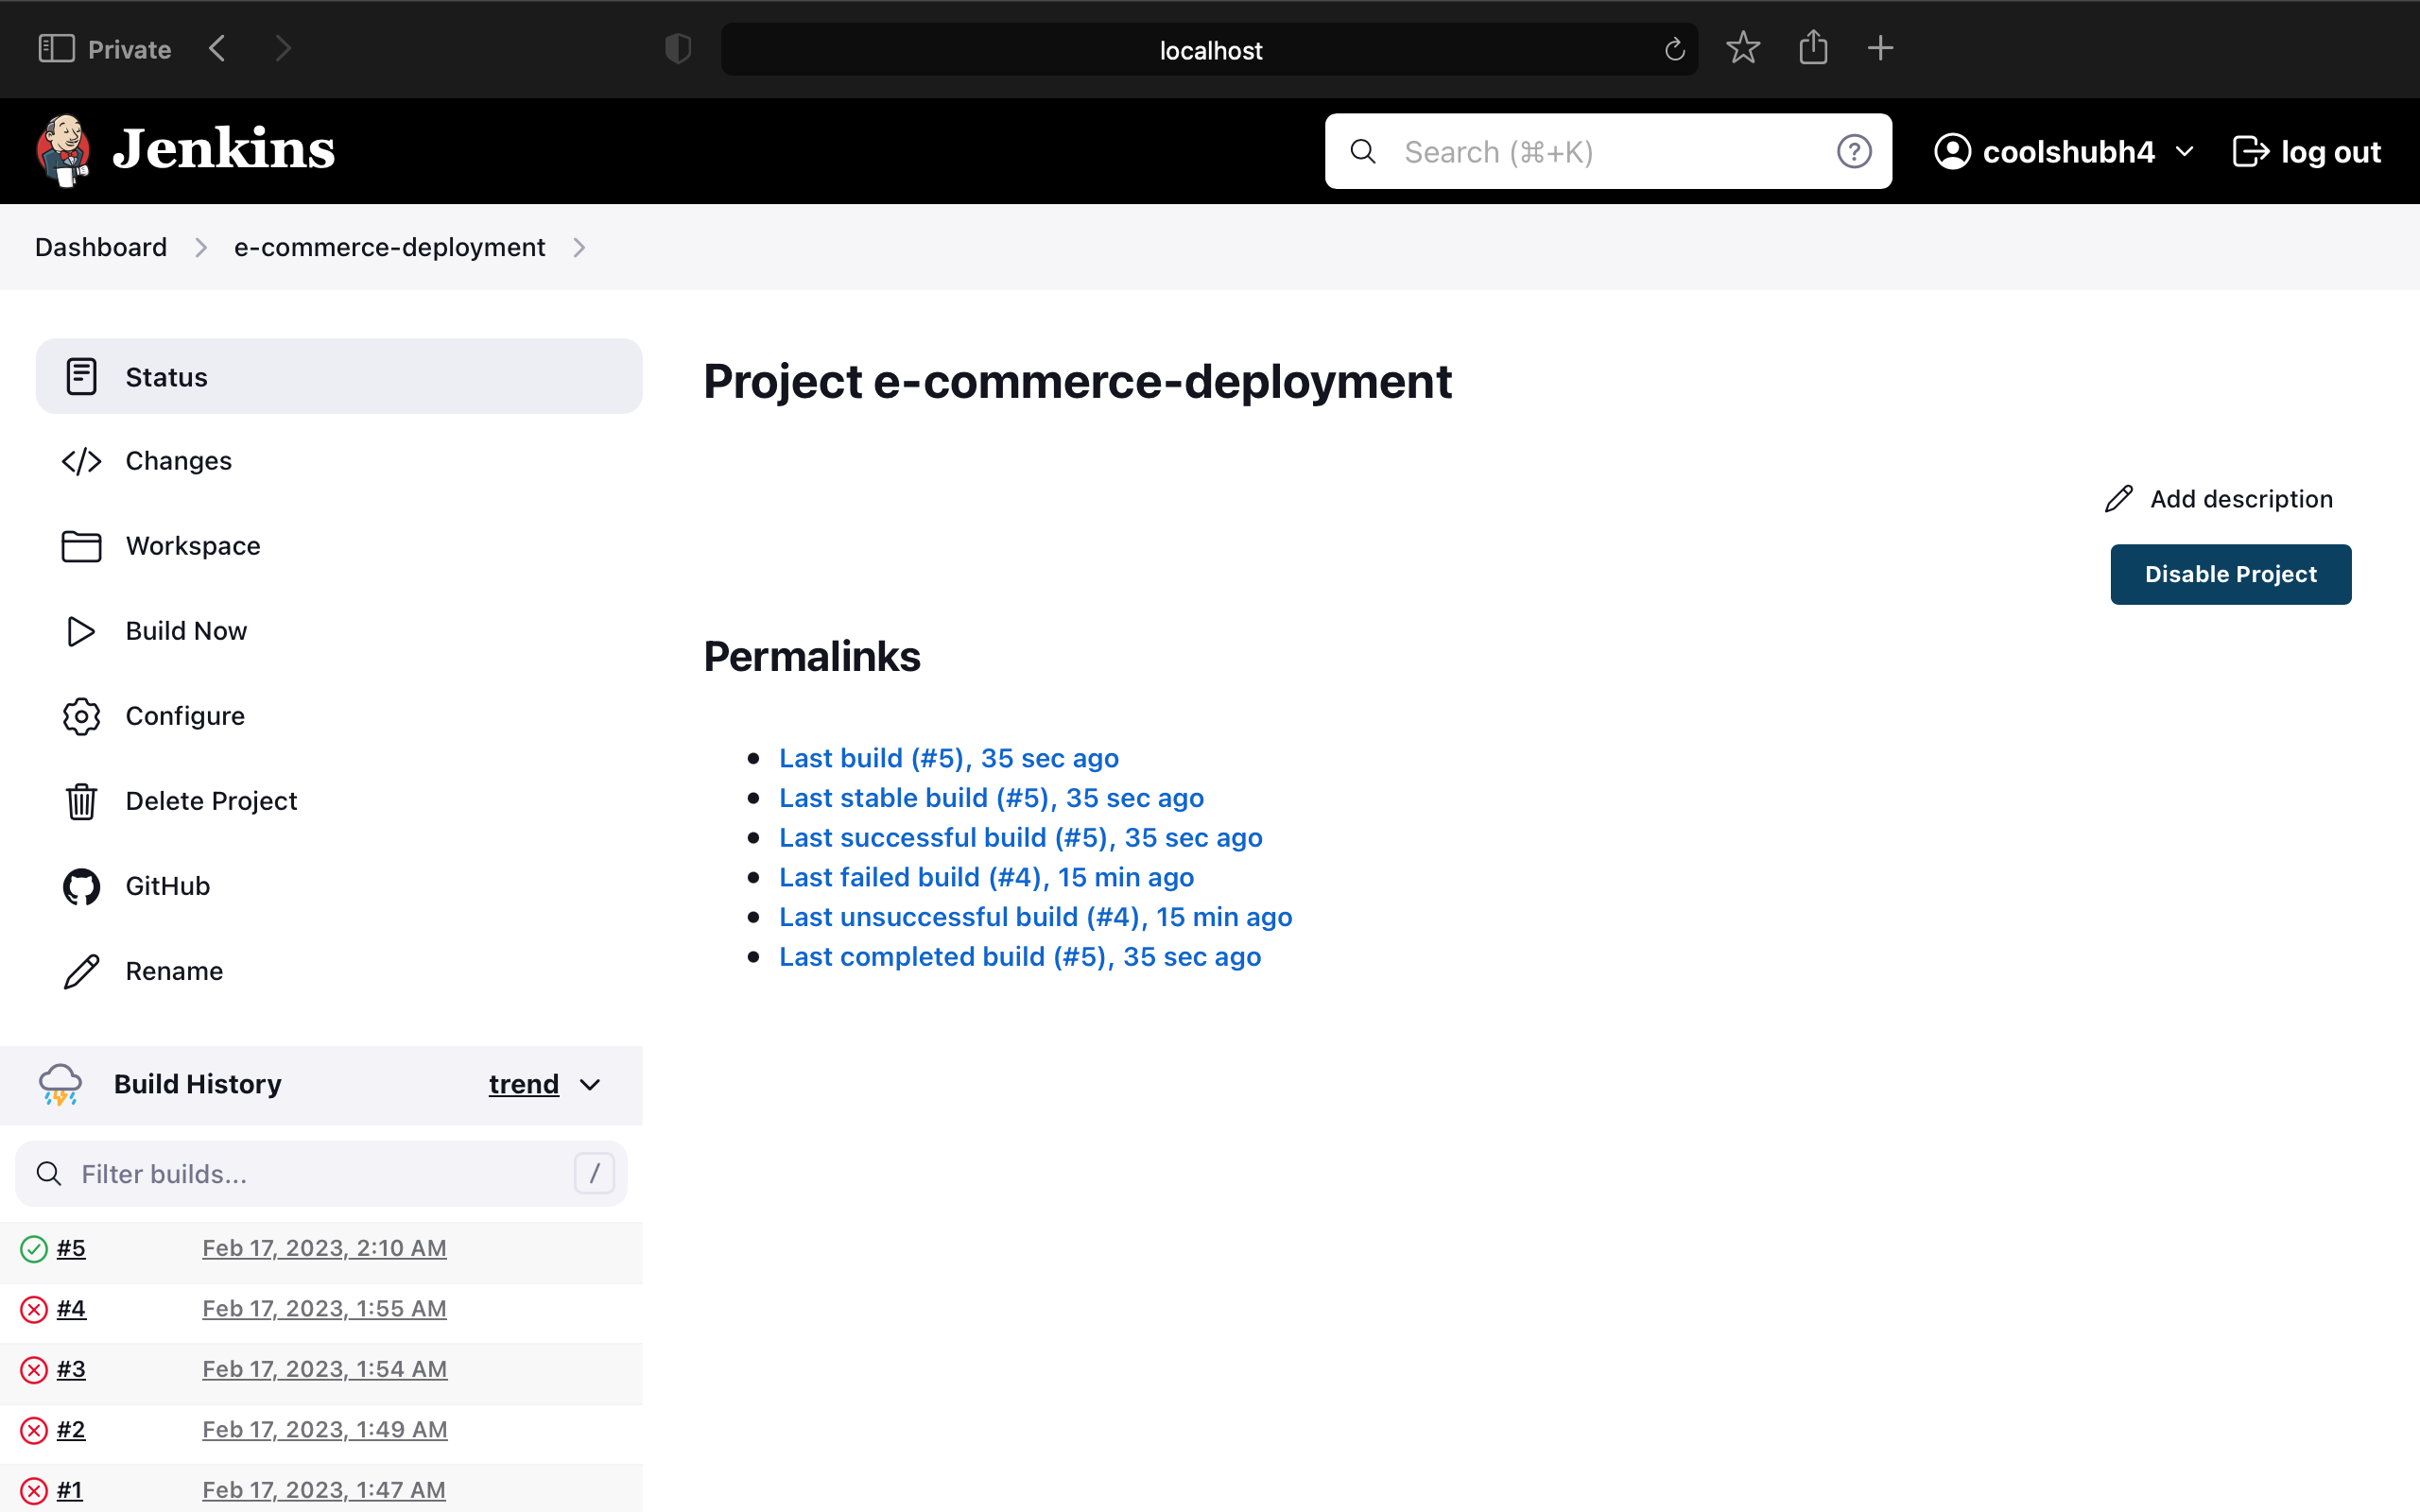 Private
localhost
Jenkins
Search (⌘+K)
?
coolshubh4
log out
Dashboard
e-commerce-deployment
Status
Changes
Workspace
Build Now
Configure
Delete Project
GitHub
Rename
Build History
trend
Filter builds...
/
#5 Feb 17, 2023, 2:10 AM
#4 Feb 17, 2023, 1:55 AM
#3 Feb 17, 2023, 1:54 AM
#2 Feb 17, 2023, 1:49 AM
#1 Feb 17, 2023, 1:47 AM
Project e-commerce-deployment
Add description
Disable Project
Permalinks
Last build (#5), 35 sec ago
Last stable build (#5), 35 sec ago
Last successful build (#5), 35 sec ago
Last failed build (#4), 15 min ago
Last unsuccessful build (#4), 15 min ago
Last completed build (#5), 35 sec ago